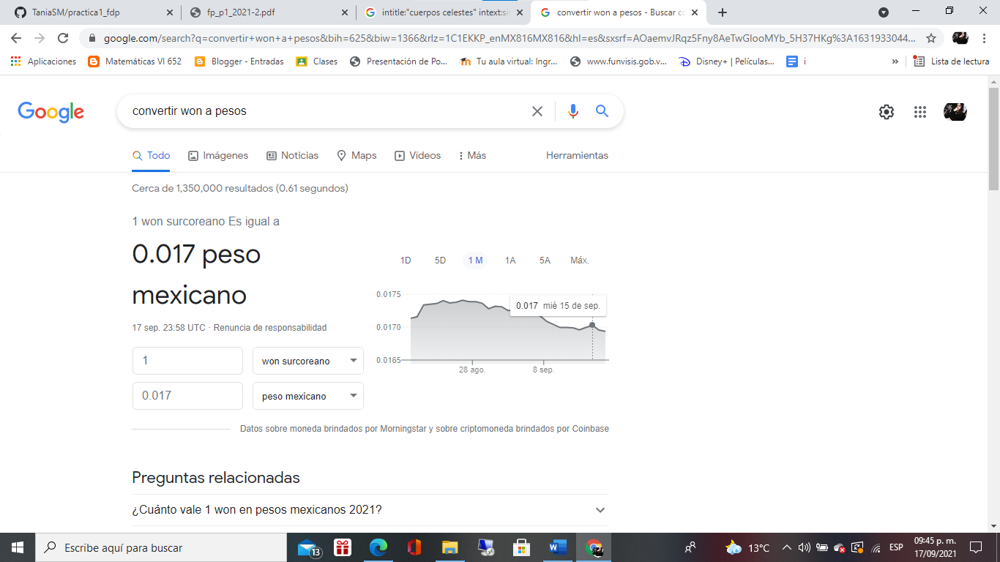 TaniaSM/practica1_fdp
fp_p1_2021-2.pdf
intitle:"cuerpos celestes" intext:sis
convertir won a pesos - Buscar co
google.com/search?q=convertir+won+a+pesos&bih=625&biw=1366&rlz=1C1EKKP_enMX816MX816&hl=es&sxsrf=AOaemvJRqz5Fny8AeTwGIooMYb_5H37HKg%3A1631933044...
Aplicaciones
Matemáticas VI 652
Blogger - Entradas
Clases
Presentación de Po...
Tu aula virtual: Ingr...
www.funvisis.gob.v...
Disney+ | Películas...
i
»
Lista de lectura
Google
convertir won a pesos
Todo
Imágenes
Noticias
Maps
Vídeos
Más
Herramientas
Cerca de 1,350,000 resultados (0.61 segundos)
1 won surcoreano Es igual a
0.017 peso
mexicano
17 sep. 23:58 UTC · Renuncia de responsabilidad
1
won surcoreano
0.017
peso mexicano
1D
5D
1 M
1A
5A
Máx.
0.0175
0.0170
0.0165
0.017 mié 15 de sep.
28 ago.
8 sep.
Datos sobre moneda brindados por Morningstar y sobre criptomoneda brindados por Coinbase
Preguntas relacionadas
¿Cuánto vale 1 won en pesos mexicanos 2021?
Escribe aquí para buscar
13
13°C
ESP
09:45 p. m.
17/09/2021